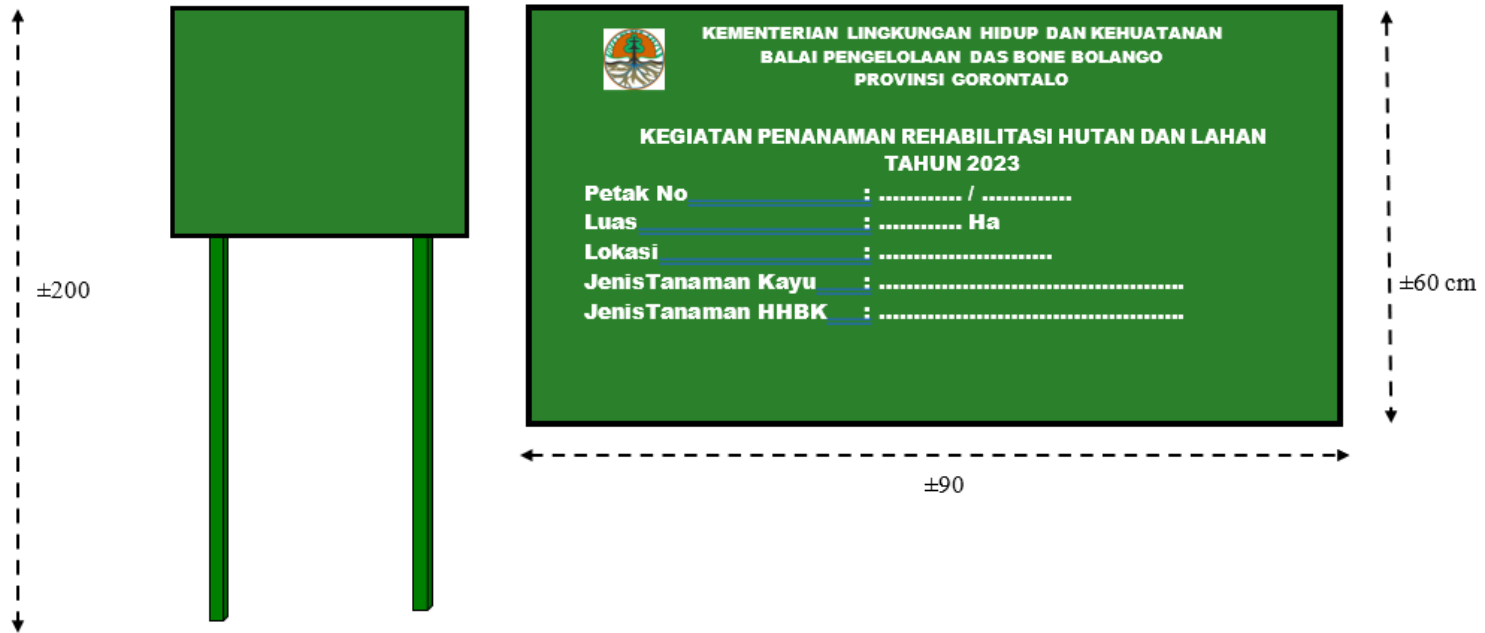 KEMENTERIAN LINGKUNGAN HIDUP DAN KEHUATANAN
BALAI PENGELOLAAN DAS BONE BOLANGO
PROVINSI GORONTALO
KEGIATAN PENANAMAN REHABILITASI HUTAN DAN LAHAN
TAHUN 2023
Petak No : ............ / .............
Luas : ............ Ha
Lokasi : .........................
JenisTanaman Kayu : ............................................
JenisTanaman HHBK : ............................................
±200
±60 cm
±90